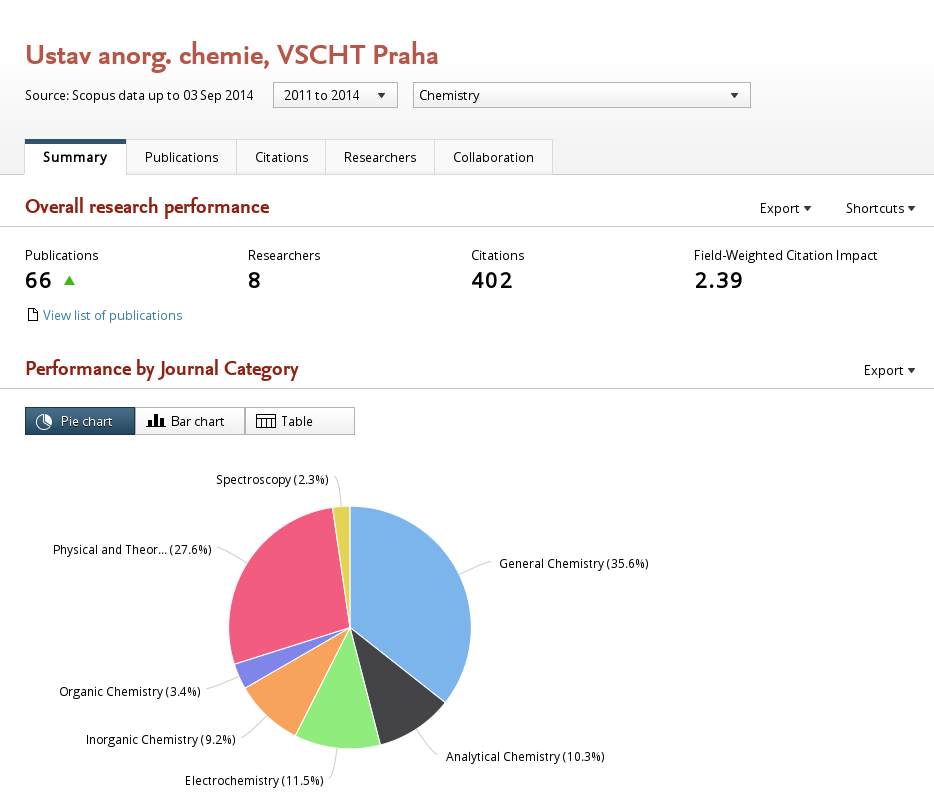 Ustav anorg. chemie, VSCHT Praha
Source: Scopus data up to 03 Sep 2014 2011 to 2014 Chemistry
Summary Publications Citations Researchers Collaboration
Overall research performance Export Shortcuts
Publications Researchers Citations Field-Weighted Citation Impact
66 8 402 2.39
View list of publications
Performance by Journal Category Export
Pie chart Bar chart Table
Spectroscopy (2.3%)
Physical and Theor... (27.6%)
General Chemistry (35.6%)
Organic Chemistry (3.4%)
Inorganic Chemistry (9.2%)
Analytical Chemistry (10.3%)
Electrochemistry (11.5%)